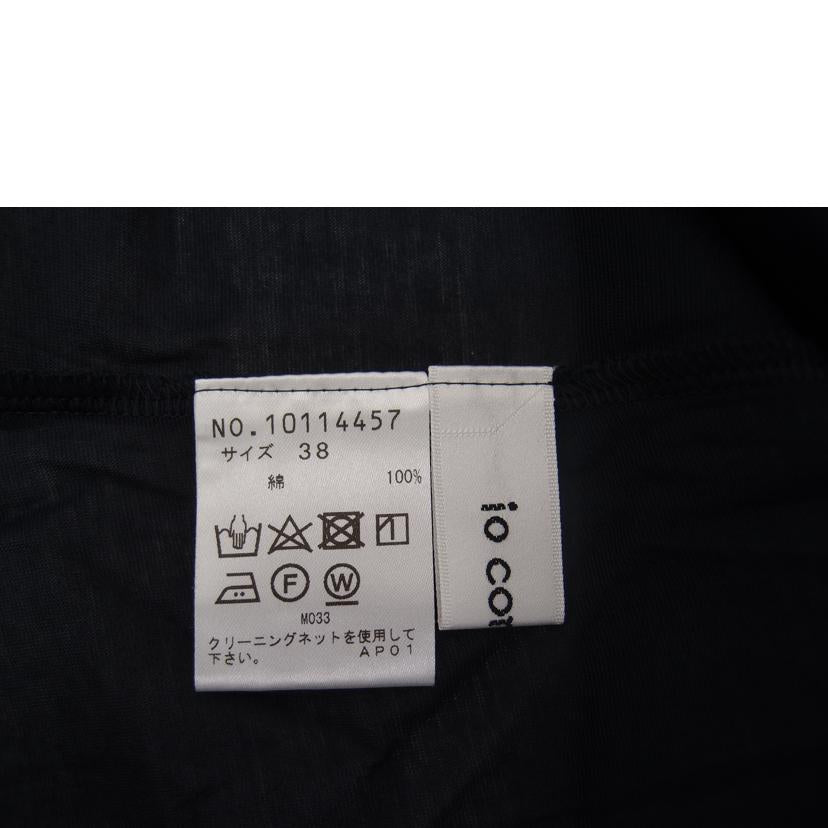 NO.10114457
サイズ 38
綿 100%
F W
M033
クリーニングネットを使用して
下さい。 AP01
io co